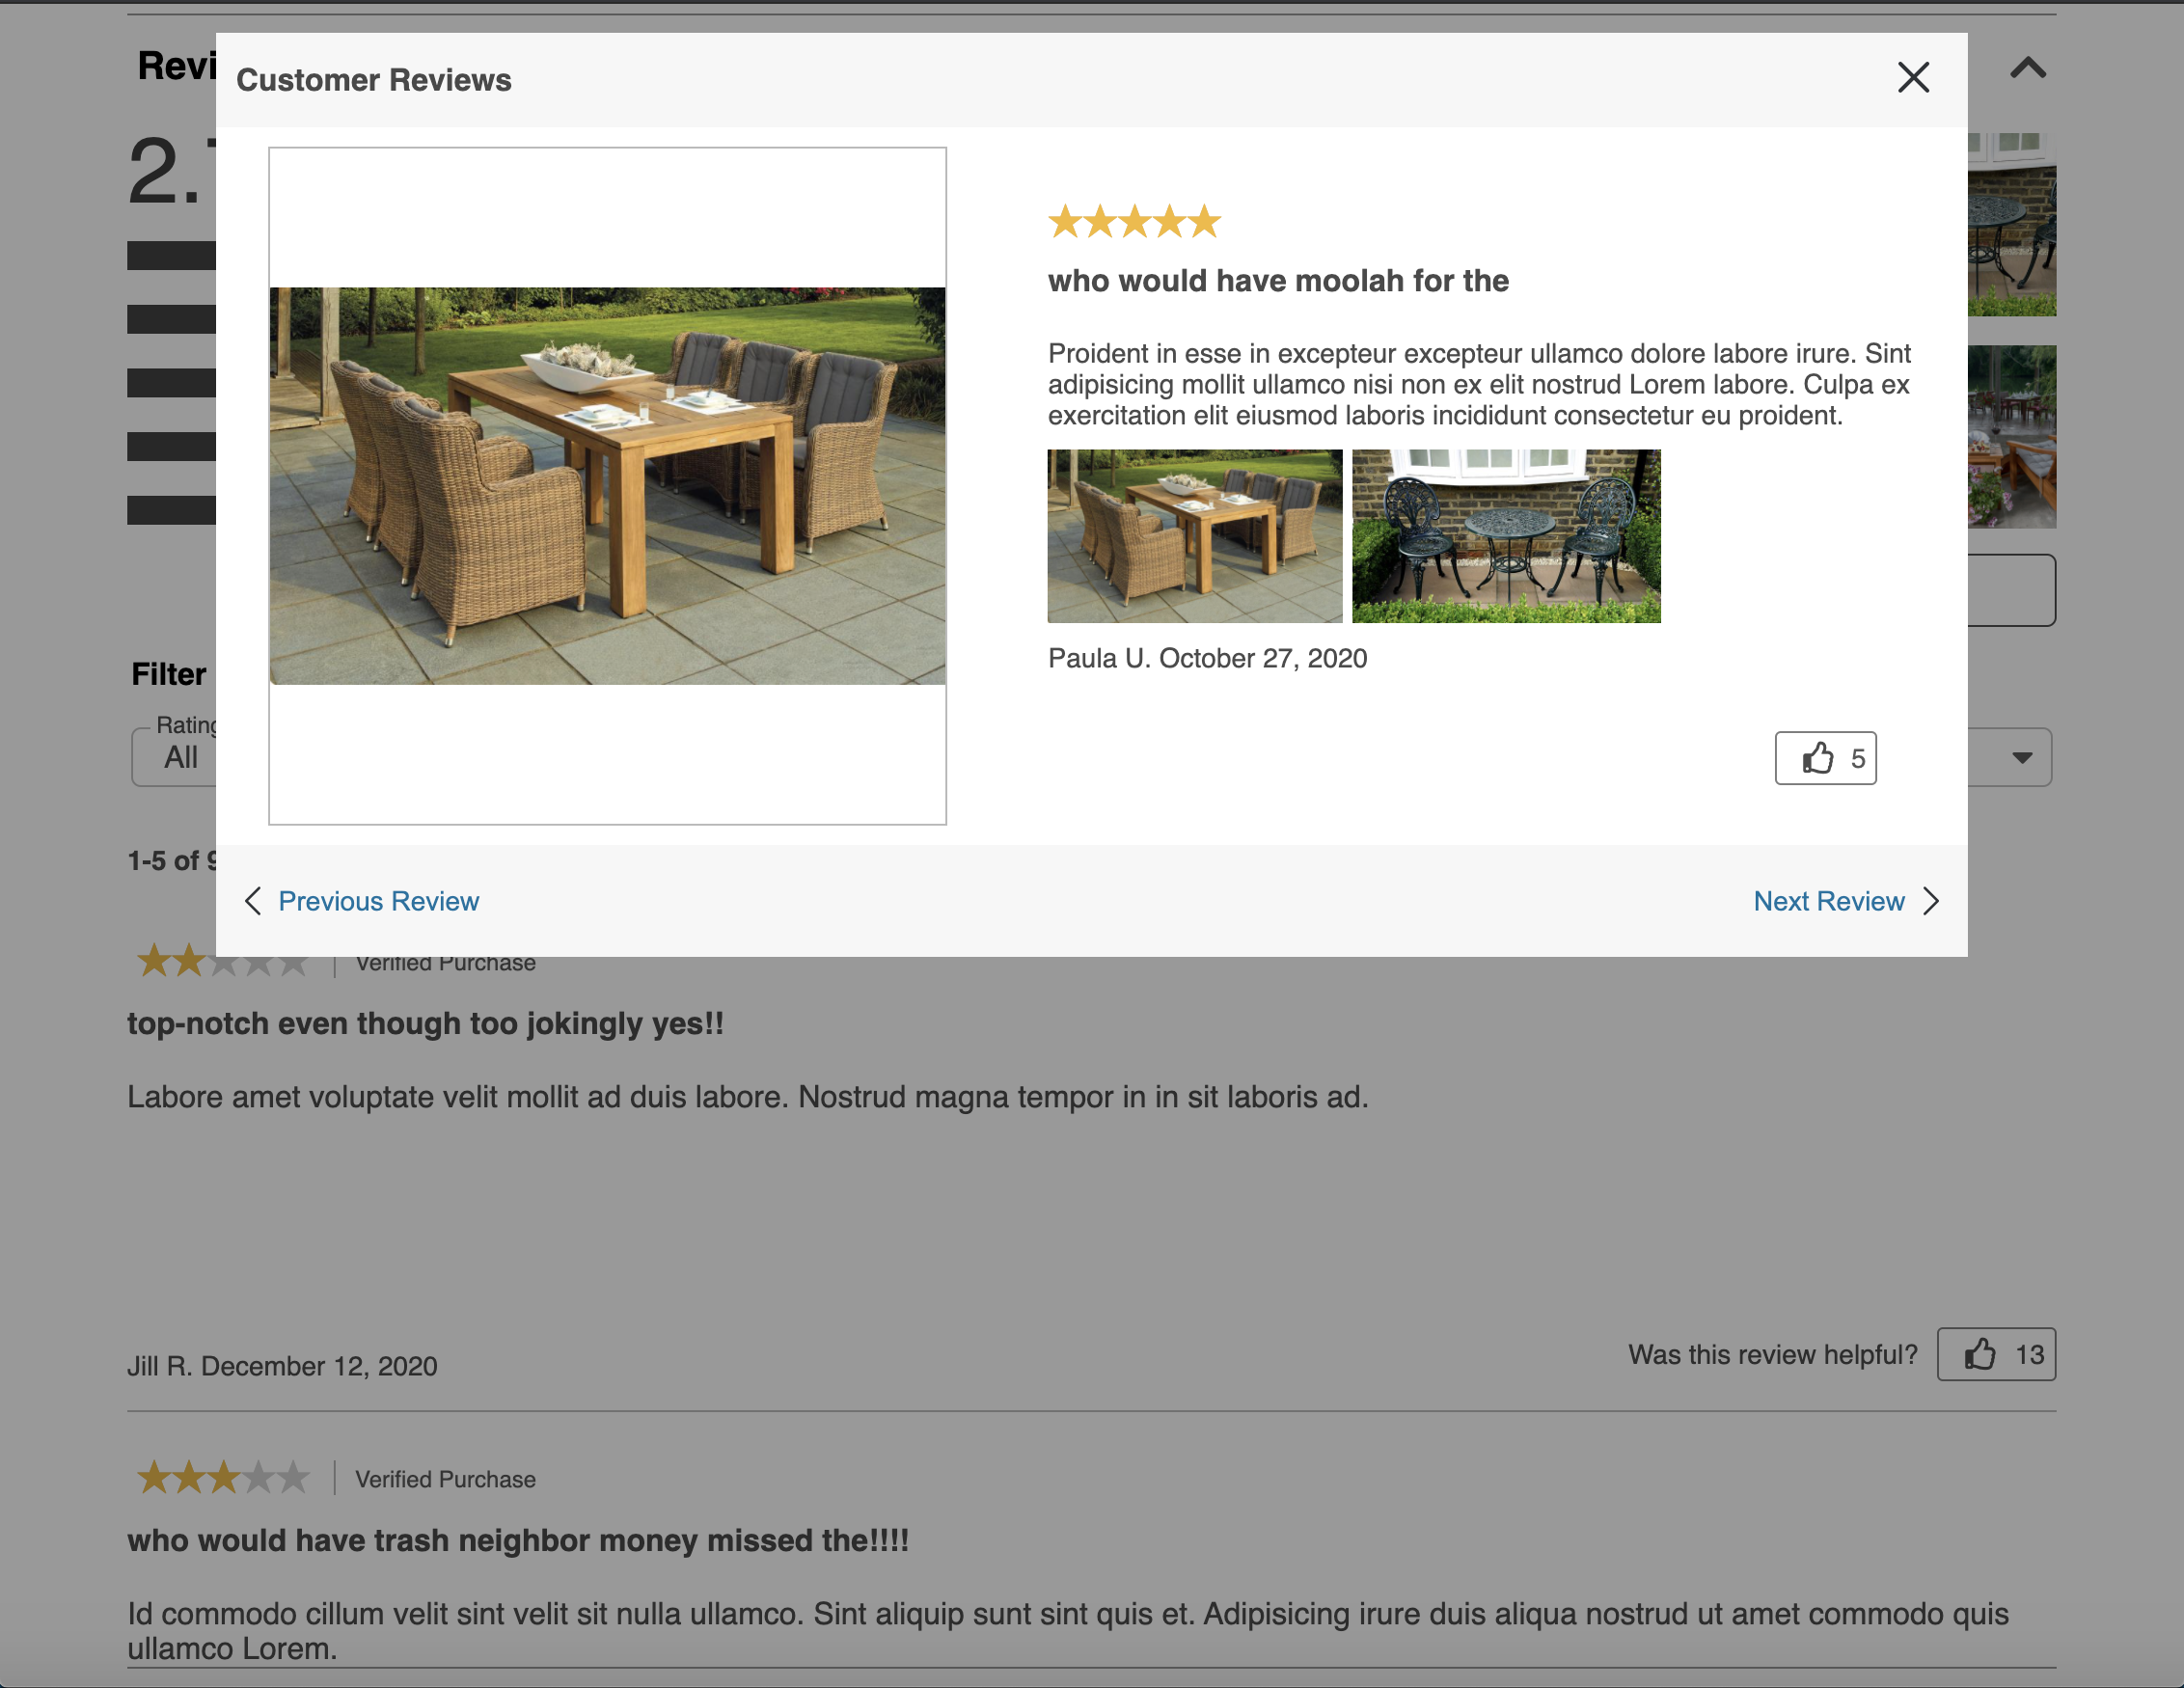 Customer Reviews
who would have moolah for the
Proident in esse in excepteur excepteur ullamco dolore labore irure. Sint
adipisicing mollit ullamco nisi non ex elit nostrud Lorem labore. Culpa ex
exercitation elit eiusmod laboris incididunt consectetur eu proident.
Paula U. October 27, 2020
5
Previous Review
Next Review
2.
Filter
Rating
All
1-5 of
Verified Purchase
top-notch even though too jokingly yes!!
Labore amet voluptate velit mollit ad duis labore. Nostrud magna tempor in in sit laboris ad.
Jill R. December 12, 2020
Was this review helpful?
13
Verified Purchase
who would have trash neighbor money missed the!!!!
Id commodo cillum velit sint velit sit nulla ullamco. Sint aliquip sunt sint quis et. Adipisicing irure duis aliqua nostrud ut amet commodo quis
ullamco Lorem.